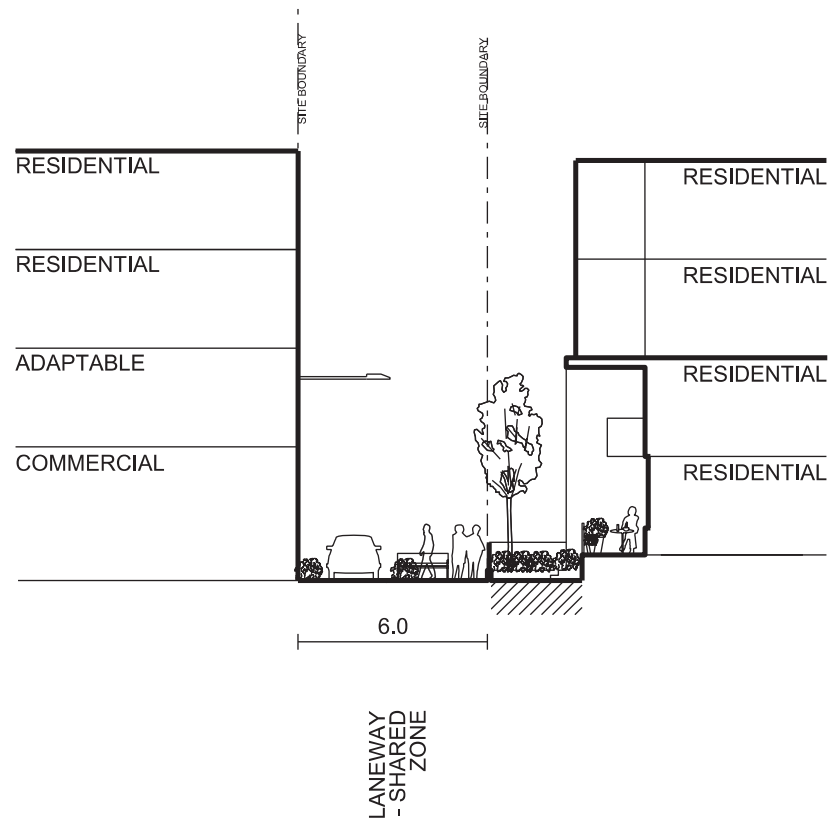 SITE BOUNDARY
SITE BOUNDARY
RESIDENTIAL
RESIDENTIAL
ADAPTABLE
COMMERCIAL
RESIDENTIAL
RESIDENTIAL
RESIDENTIAL
RESIDENTIAL
6.0
LANEWAY
- SHARED
ZONE